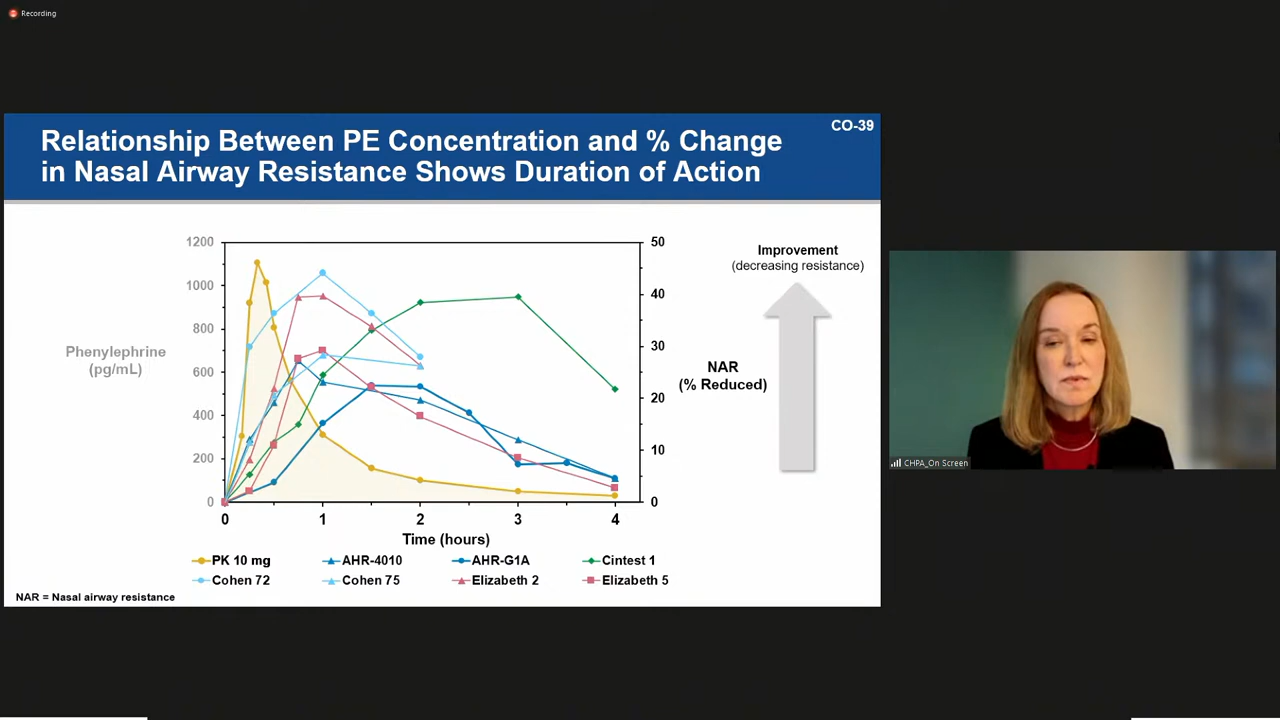 Recording
CO-39
Relationship Between PE Concentration and % Change
in Nasal Airway Resistance Shows Duration of Action
1200
1000
800
600
400
200
0
Phenylephrine
(pg/mL)
50
40
30
20
10
0
NAR
(% Reduced)
Improvement
(decreasing resistance)
0 1 2 3 4
Time (hours)
PK 10 mg AHR-4010 AHR-G1A Cintest 1
Cohen 72 Cohen 75 Elizabeth 2 Elizabeth 5
NAR = Nasal airway resistance
CHPA_On Screen